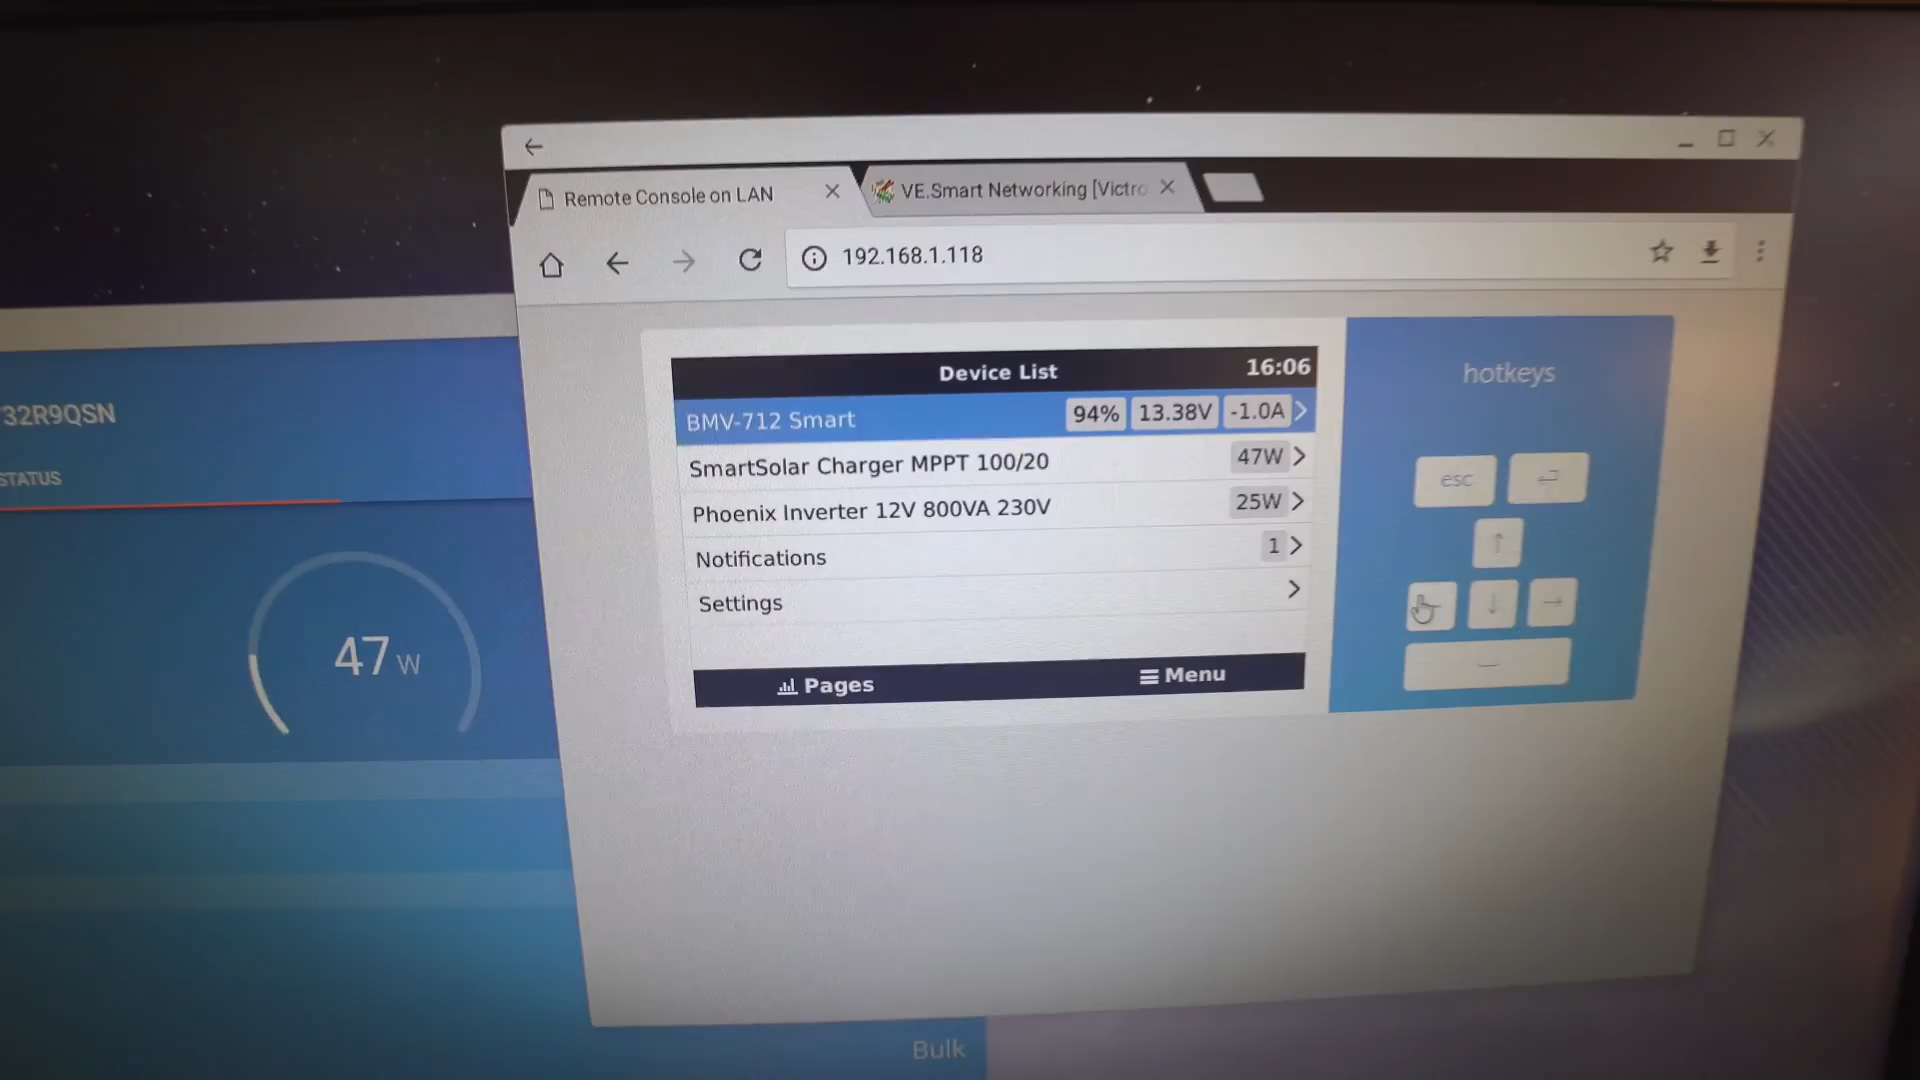 Remote Console on LAN
VE.Smart Networking [Victro
192.168.1.118
Device List 16:06
BMV-712 Smart 94% 13.38V -1.0A
SmartSolar Charger MPPT 100/20 47W
Phoenix Inverter 12V 800VA 230V 25W
Notifications 1
Settings
Pages Menu
hotkeys
esc
32R9QSN
STATUS
47 W
Bulk